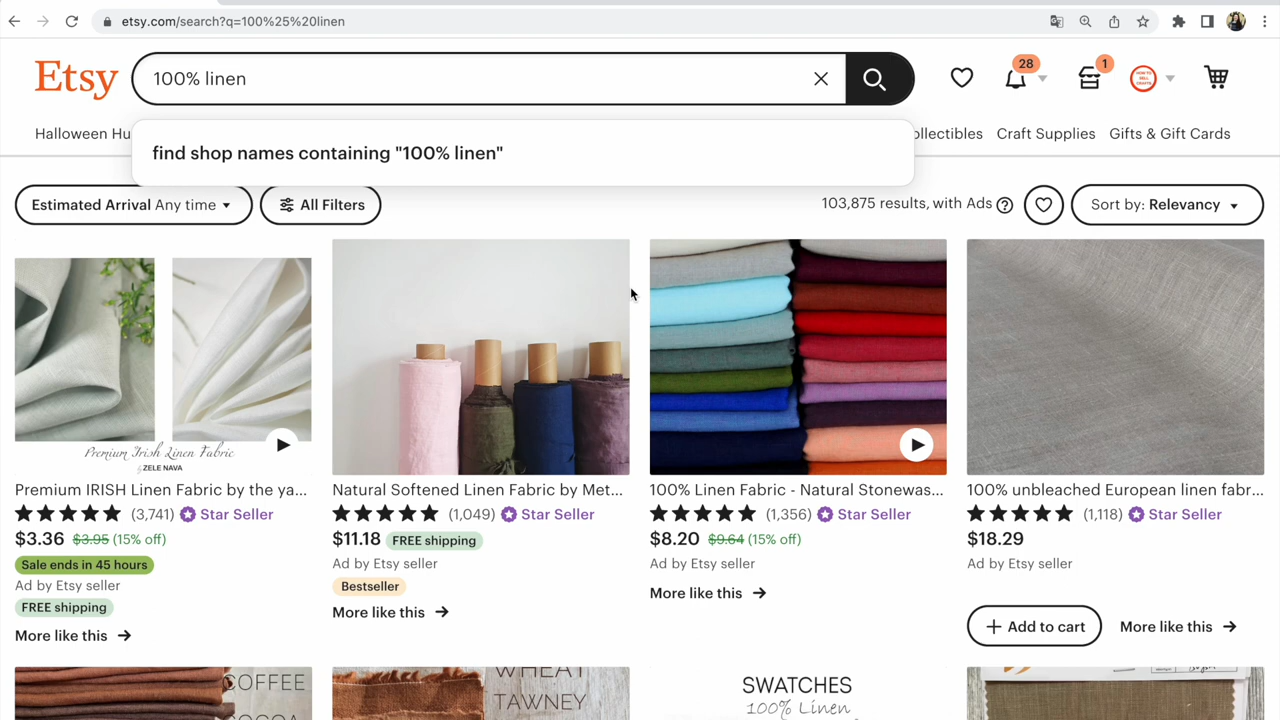 etsy.com/search?q=100%25%20linen
Etsy
100% linen
28
1
Halloween Hu
find shop names containing "100% linen"
ollectibles
Craft Supplies
Gifts & Gift Cards
Estimated Arrival Any time
All Filters
103,875 results, with Ads
Sort by: Relevancy
Premium Irish Linen Fabric
by ZELE NAVA
Premium IRISH Linen Fabric by the ya...
(3,741) Star Seller
$3.36 $3.95 (15% off)
Sale ends in 45 hours
Ad by Etsy seller
FREE shipping
More like this
Natural Softened Linen Fabric by Met...
(1,049) Star Seller
$11.18 FREE shipping
Ad by Etsy seller
Bestseller
More like this
100% Linen Fabric - Natural Stonewas...
(1,356) Star Seller
$8.20 $9.64 (15% off)
Ad by Etsy seller
More like this
100% unbleached European linen fabr...
(1,118) Star Seller
$18.29
Ad by Etsy seller
+ Add to cart
More like this
COFFEE
COCOA
WHEAT
TAWNEY
SWATCHES
100% Linen